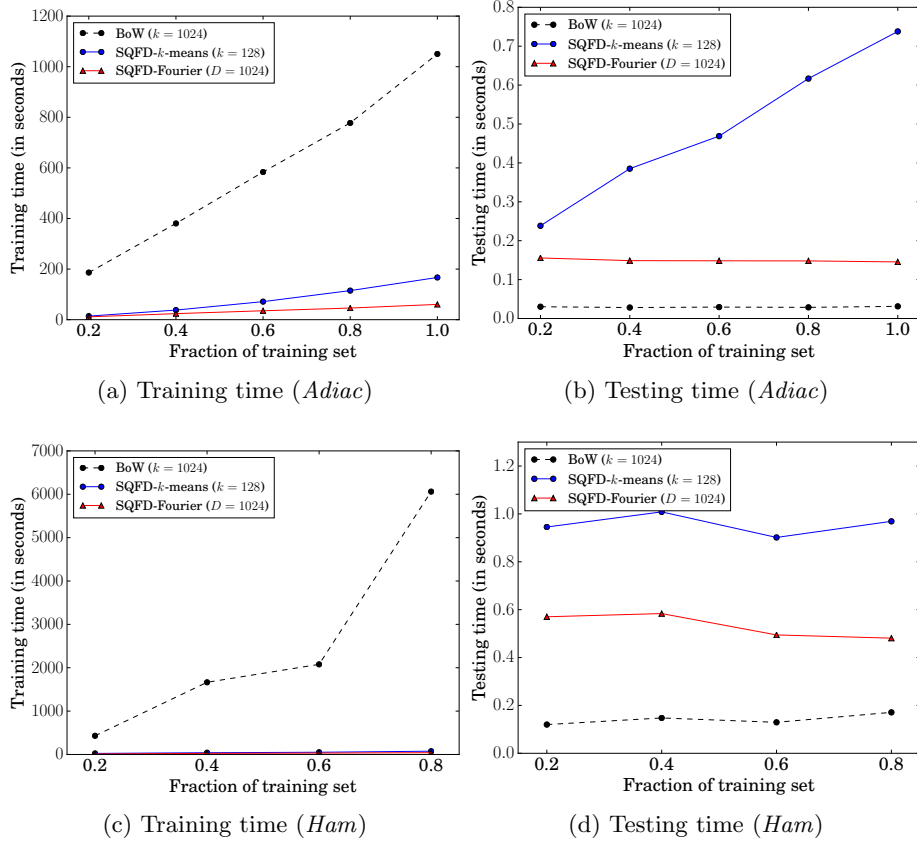 1200
1000
800
600
400
200
0
0.2 0.4 0.6 0.8 1.0
Training time (in seconds)
Fraction of training set
BoW (k = 1024)
SQFD-k-means (k = 128)
SQFD-Fourier (D = 1024)
(a) Training time (Adiac)
0.8
0.7
0.6
0.5
0.4
0.3
0.2
0.1
0.0
0.2 0.4 0.6 0.8 1.0
Testing time (in seconds)
Fraction of training set
BoW (k = 1024)
SQFD-k-means (k = 128)
SQFD-Fourier (D = 1024)
(b) Testing time (Adiac)
7000
6000
5000
4000
3000
2000
1000
0
0.2 0.4 0.6 0.8
Training time (in seconds)
Fraction of training set
BoW (k = 1024)
SQFD-k-means (k = 128)
SQFD-Fourier (D = 1024)
(c) Training time (Ham)
1.2
1.0
0.8
0.6
0.4
0.2
0.0
0.2 0.4 0.6 0.8
Testing time (in seconds)
Fraction of training set
BoW (k = 1024)
SQFD-k-means (k = 128)
SQFD-Fourier (D = 1024)
(d) Testing time (Ham)